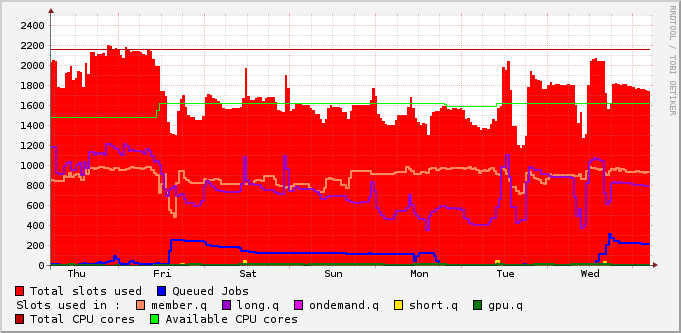 RRDTOOL / TOBI OETIKER
2400
2200
2000
1800
1600
1400
1200
1000
800
600
400
200
0
Thu Fri Sat Sun Mon Tue Wed
Total slots used Queued Jobs
Slots used in : member.q long.q ondemand.q short.q gpu.q
Total CPU cores Available CPU cores